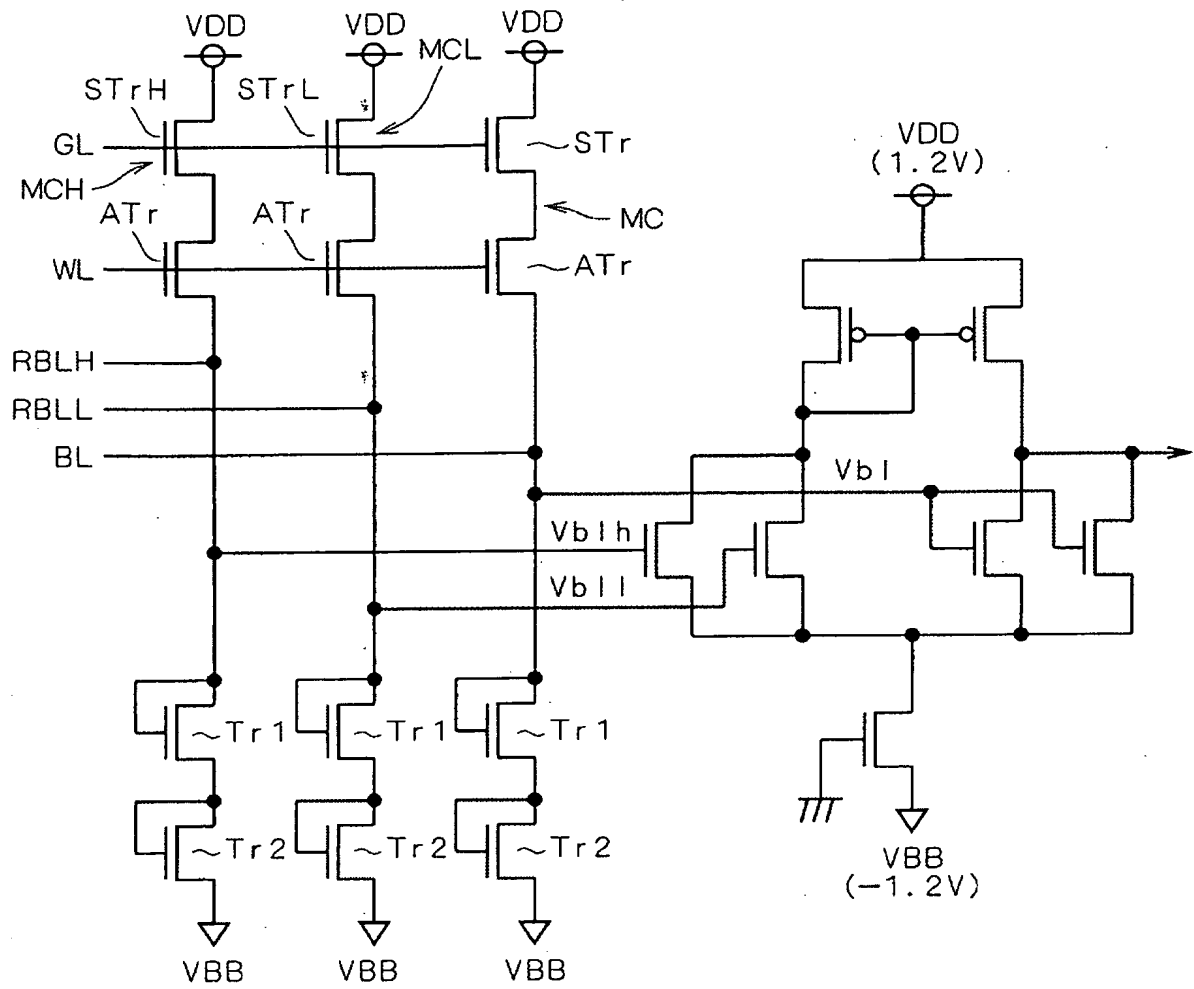 VDD
VDD
VDD
MCL
STrH
STrL
GL
STr
MCH
ATr
ATr
MC
WL
ATr
VDD
(1.2V)
RBLH
RBLL
BL
Vbl
Vblh
Vbll
Tr1
Tr1
Tr1
Tr2
Tr2
Tr2
VBB
VBB
VBB
VBB
(-1.2V)